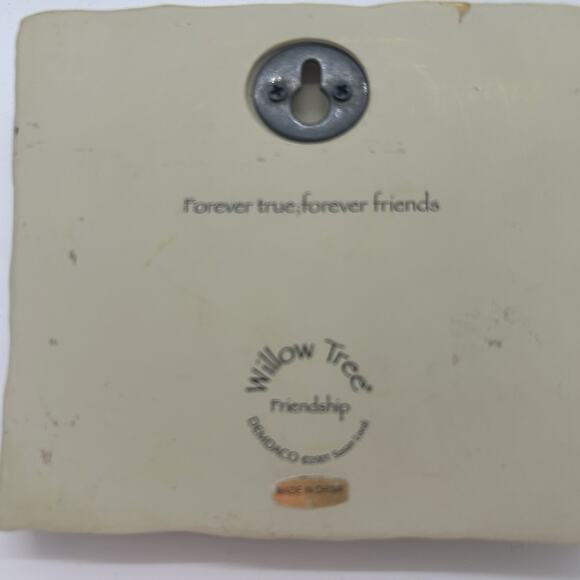 Forever true, forever friends
Willow Tree®
Friendship
DEMDACO ©2001 Susan Lordi
MADE IN CHINA